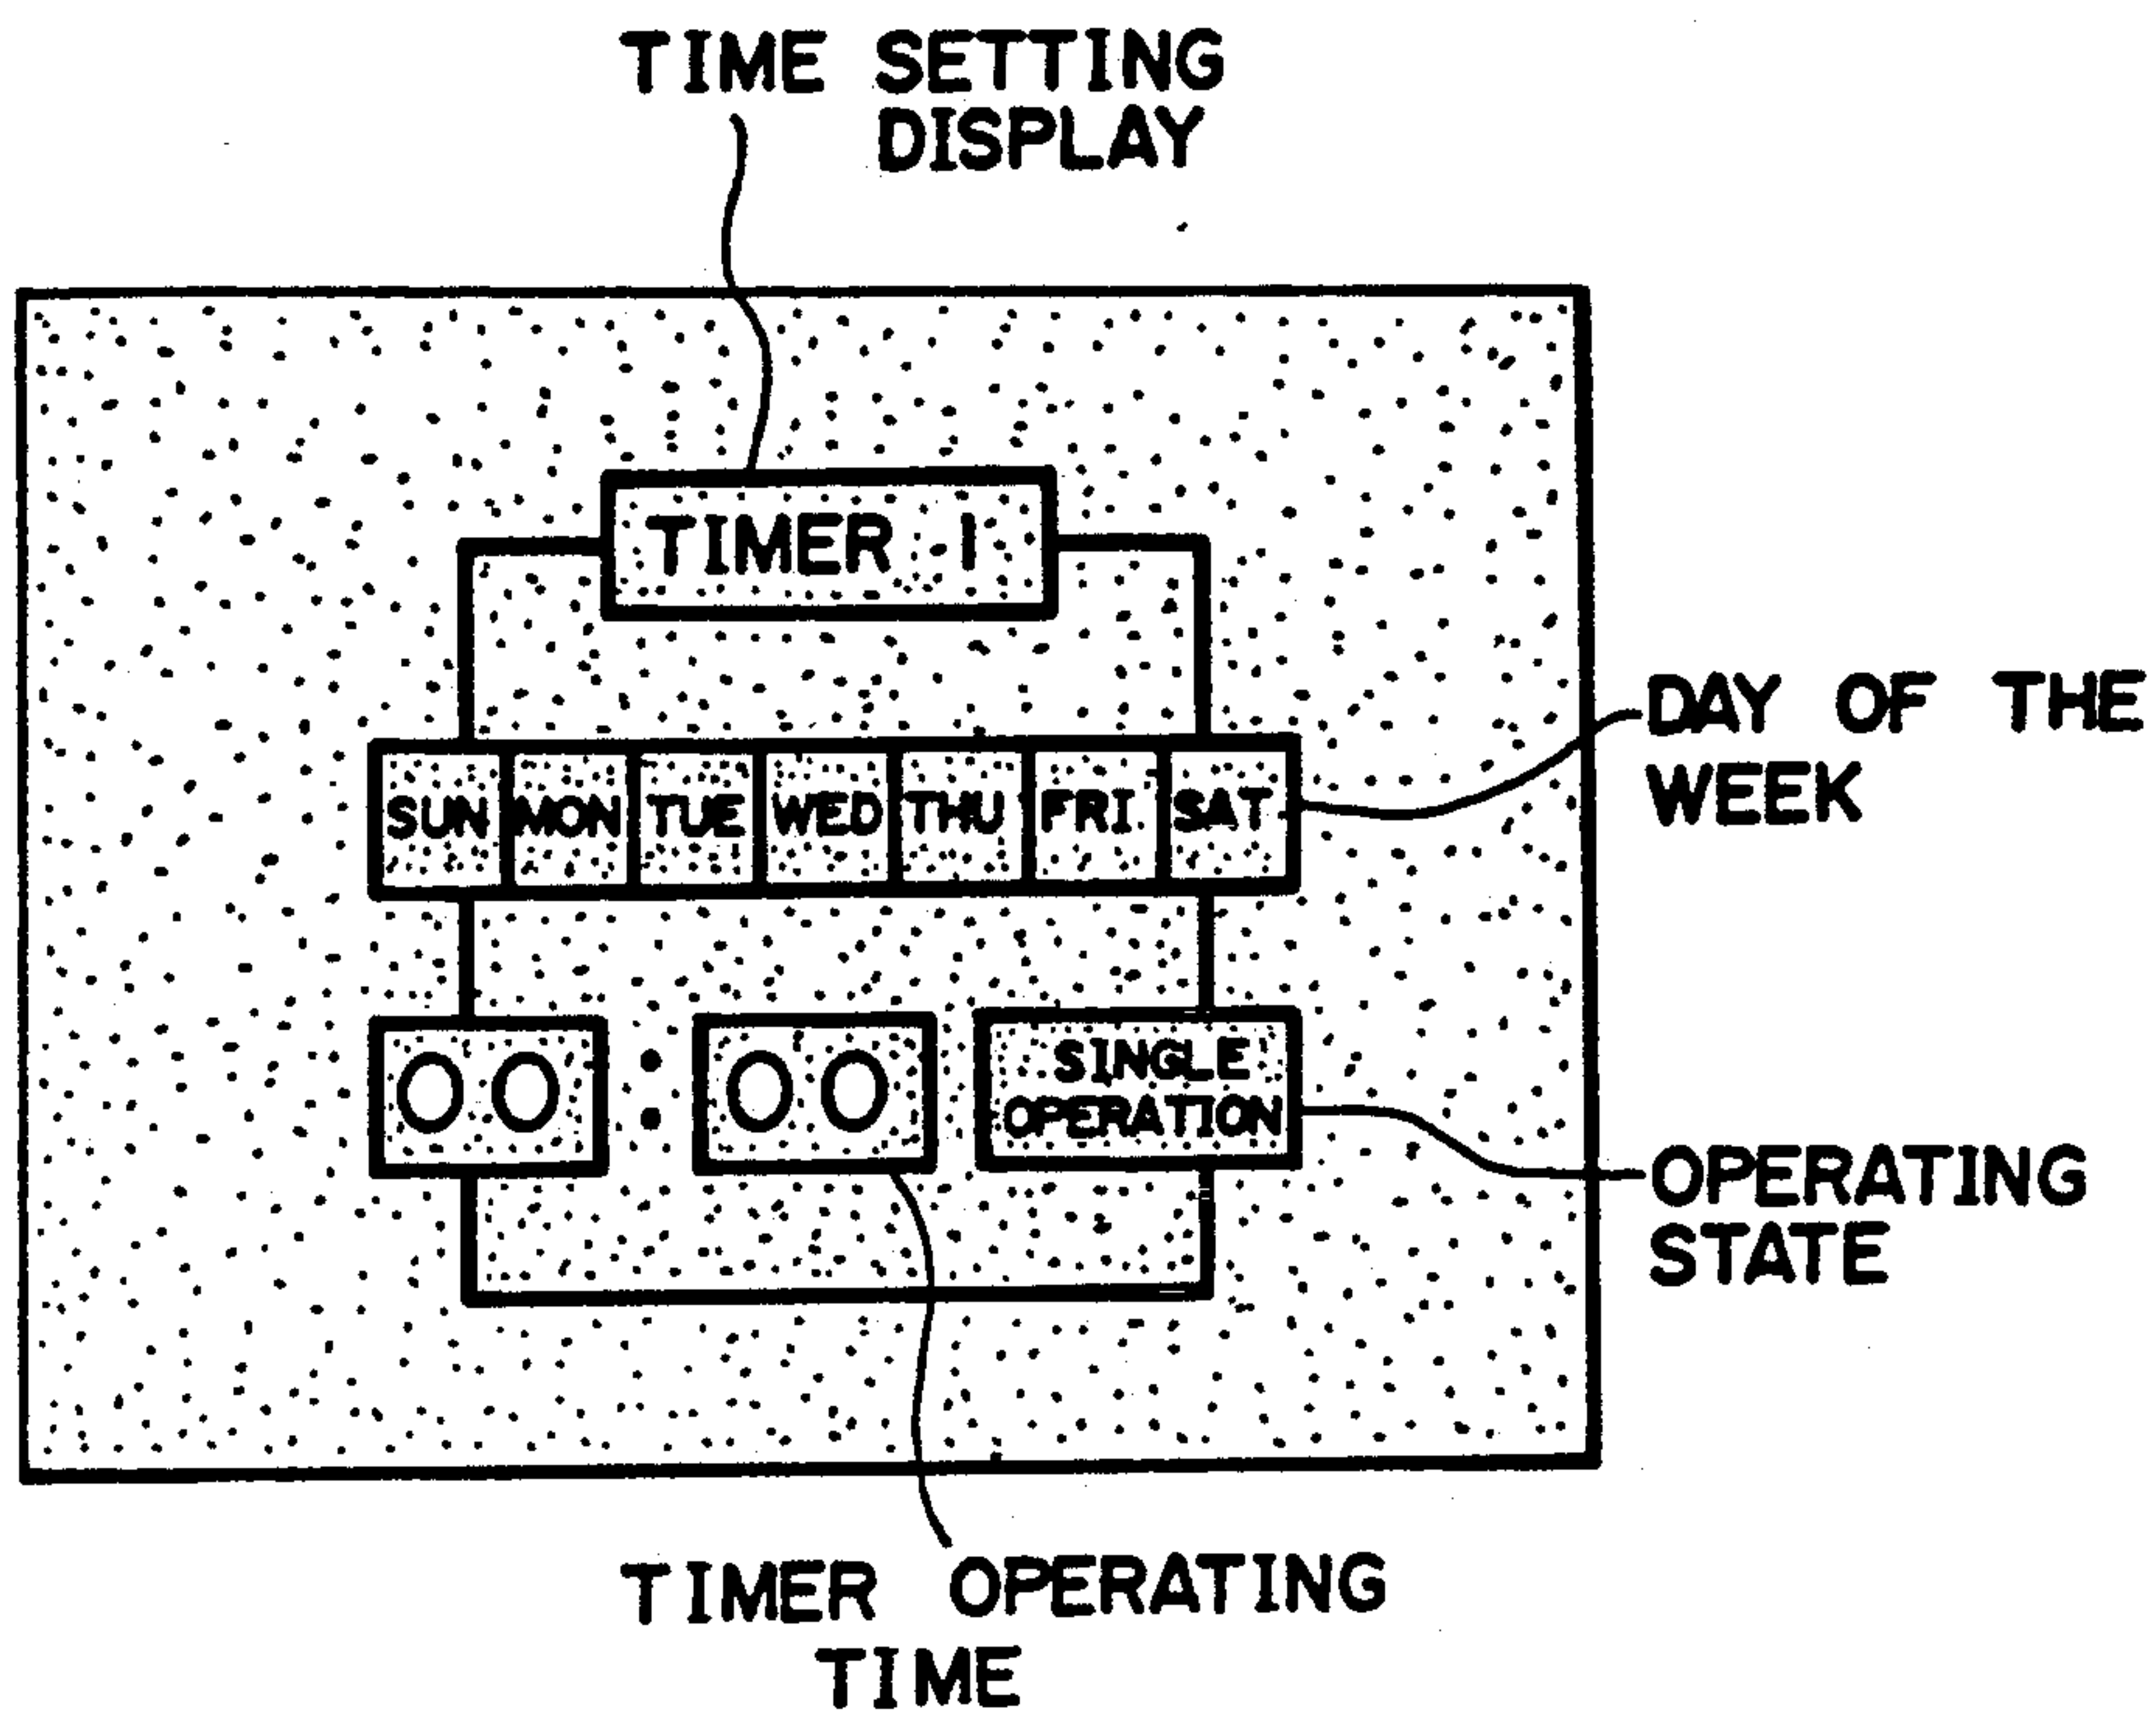 TIME SETTING
DISPLAY
TIMER 1
DAY OF THE
WEEK
SUN MON TUE WED THU FRI. SAT
00 : 00
SINGLE
OPERATION
OPERATING
STATE
TIMER OPERATING
TIME